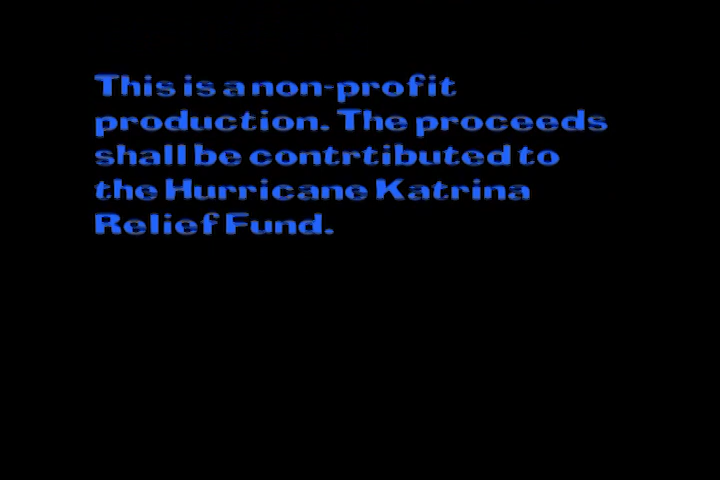 This is a non-profit
production. The proceeds
shall be contrtibuted to
the Hurricane Katrina
Relief Fund.